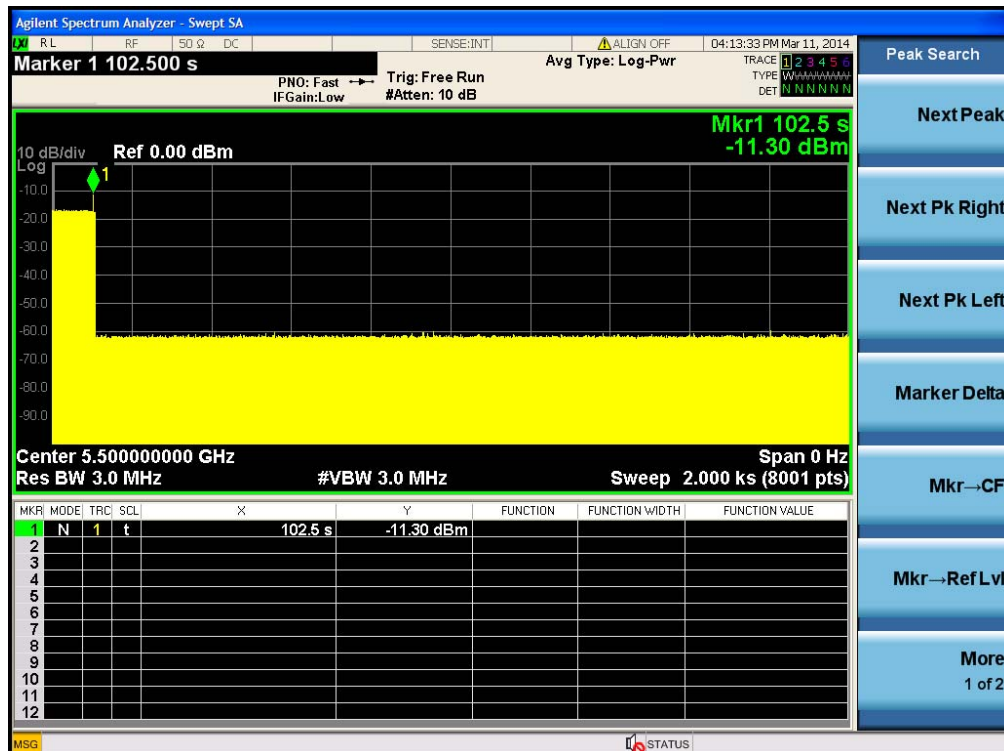 Agilent Spectrum Analyzer - Swept SA
LXI RL RF 50 Ω DC SENSE:INT ALIGN OFF 04:13:33 PM Mar 11, 2014
Marker 1 102.500 s
PNO: Fast
IFGain:Low
Trig: Free Run
#Atten: 10 dB
Avg Type: Log-Pwr
TRACE 1 2 3 4 5 6
TYPE WWWWWW
DET N N N N N N
Mkr1 102.5 s
-11.30 dBm
10 dB/div Ref 0.00 dBm
Log
1
-10.0
-20.0
-30.0
-40.0
-50.0
-60.0
-70.0
-80.0
-90.0
Center 5.500000000 GHz Span 0 Hz
Res BW 3.0 MHz #VBW 3.0 MHz Sweep 2.000 ks (8001 pts)
MKR MODE TRC SCL X Y FUNCTION FUNCTION WIDTH FUNCTION VALUE
1 N 1 t 102.5 s -11.30 dBm
2
3
4
5
6
7
8
9
10
11
12
MSG STATUS
Peak Search
Next Peak
Next Pk Right
Next Pk Left
Marker Delta
Mkr→CF
Mkr→Ref Lvl
More
1 of 2